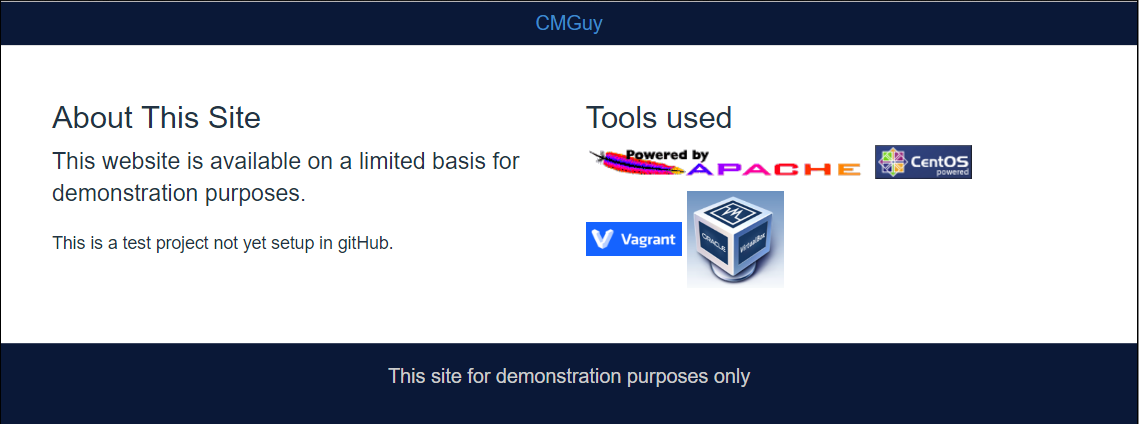 CMGuy
About This Site
This website is available on a limited basis for
demonstration purposes.
This is a test project not yet setup in gitHub.
Tools used
Powered by
APACHE
CentOS
powered
Vagrant
VM
ORACLE
VirtualBox
This site for demonstration purposes only